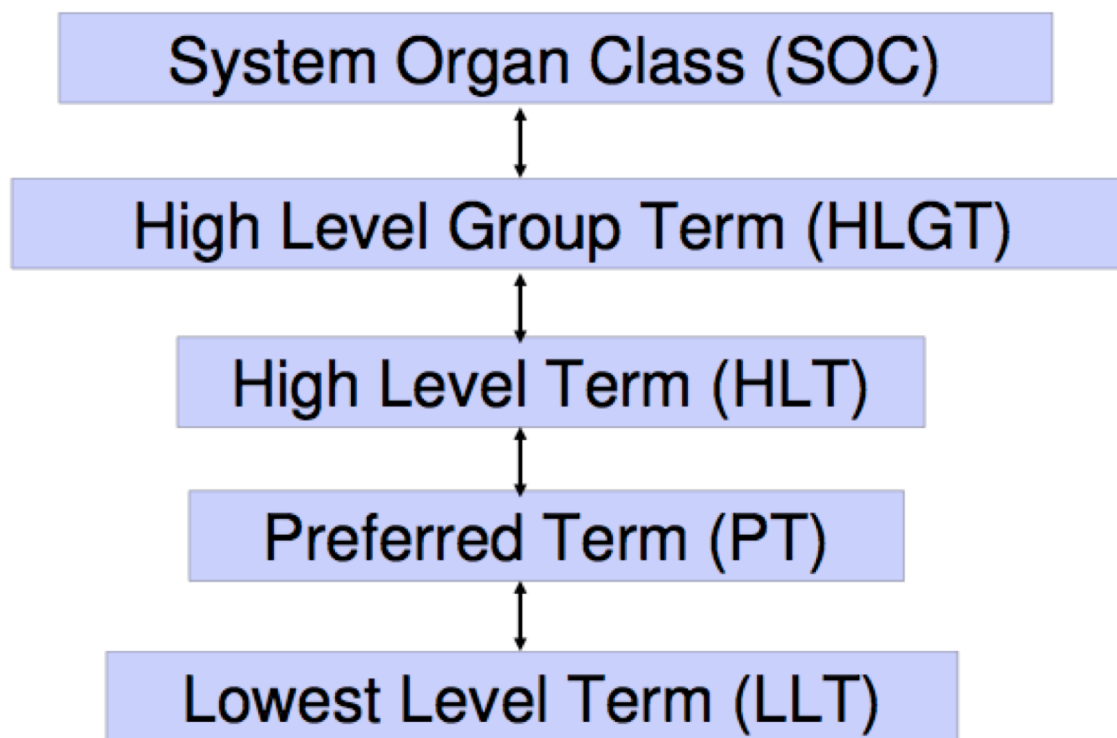 System Organ Class (SOC)
High Level Group Term (HLGT)
High Level Term (HLT)
Preferred Term (PT)
Lowest Level Term (LLT)